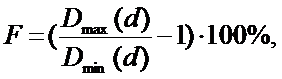 F = (D_max (d) / D_min (d) − 1) · 100%,